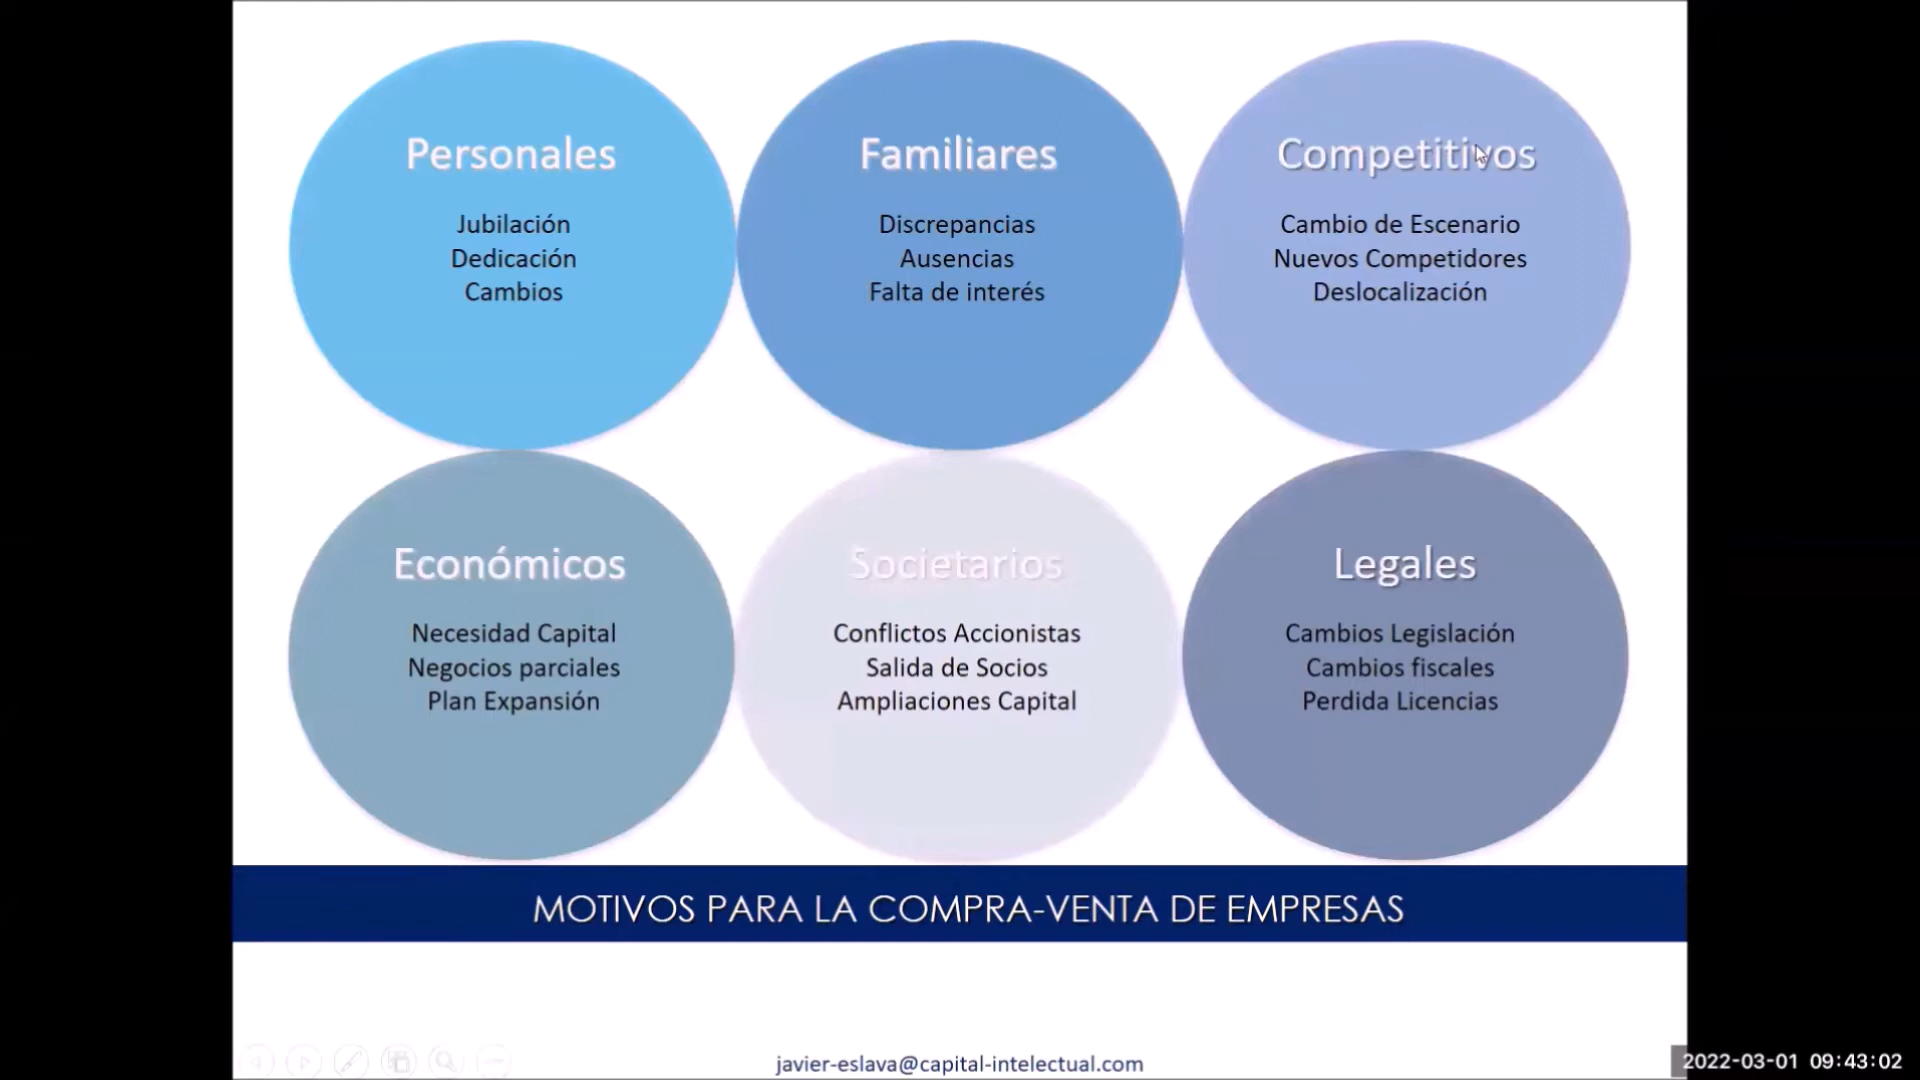 Personales
Jubilación
Dedicación
Cambios
Familiares
Discrepancias
Ausencias
Falta de interés
Competitivos
Cambio de Escenario
Nuevos Competidores
Deslocalización
Económicos
Necesidad Capital
Negocios parciales
Plan Expansión
Societarios
Conflictos Accionistas
Salida de Socios
Ampliaciones Capital
Legales
Cambios Legislación
Cambios fiscales
Perdida Licencias
MOTIVOS PARA LA COMPRA-VENTA DE EMPRESAS
javier-eslava@capital-intelectual.com
2022-03-01 09:43:02